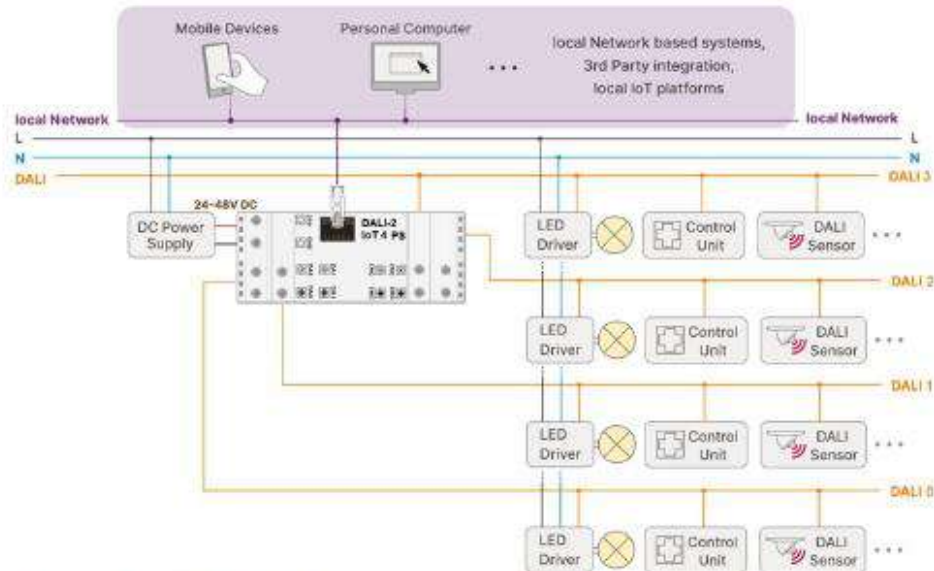 Mobile Devices
Personal Computer
local Network based systems,
3rd Party integration,
local IoT platforms
...
local Network
local Network
L
L
N
N
DALI
DALI 3
24-48V DC
DC Power
Supply
DALI-2
IoT4 PS
LED
Driver
Control
Unit
DALI
Sensor
...
DALI 2
LED
Driver
Control
Unit
DALI
Sensor
...
DALI 1
LED
Driver
Control
Unit
DALI
Sensor
...
DALI 0
LED
Driver
Control
Unit
DALI
Sensor
...